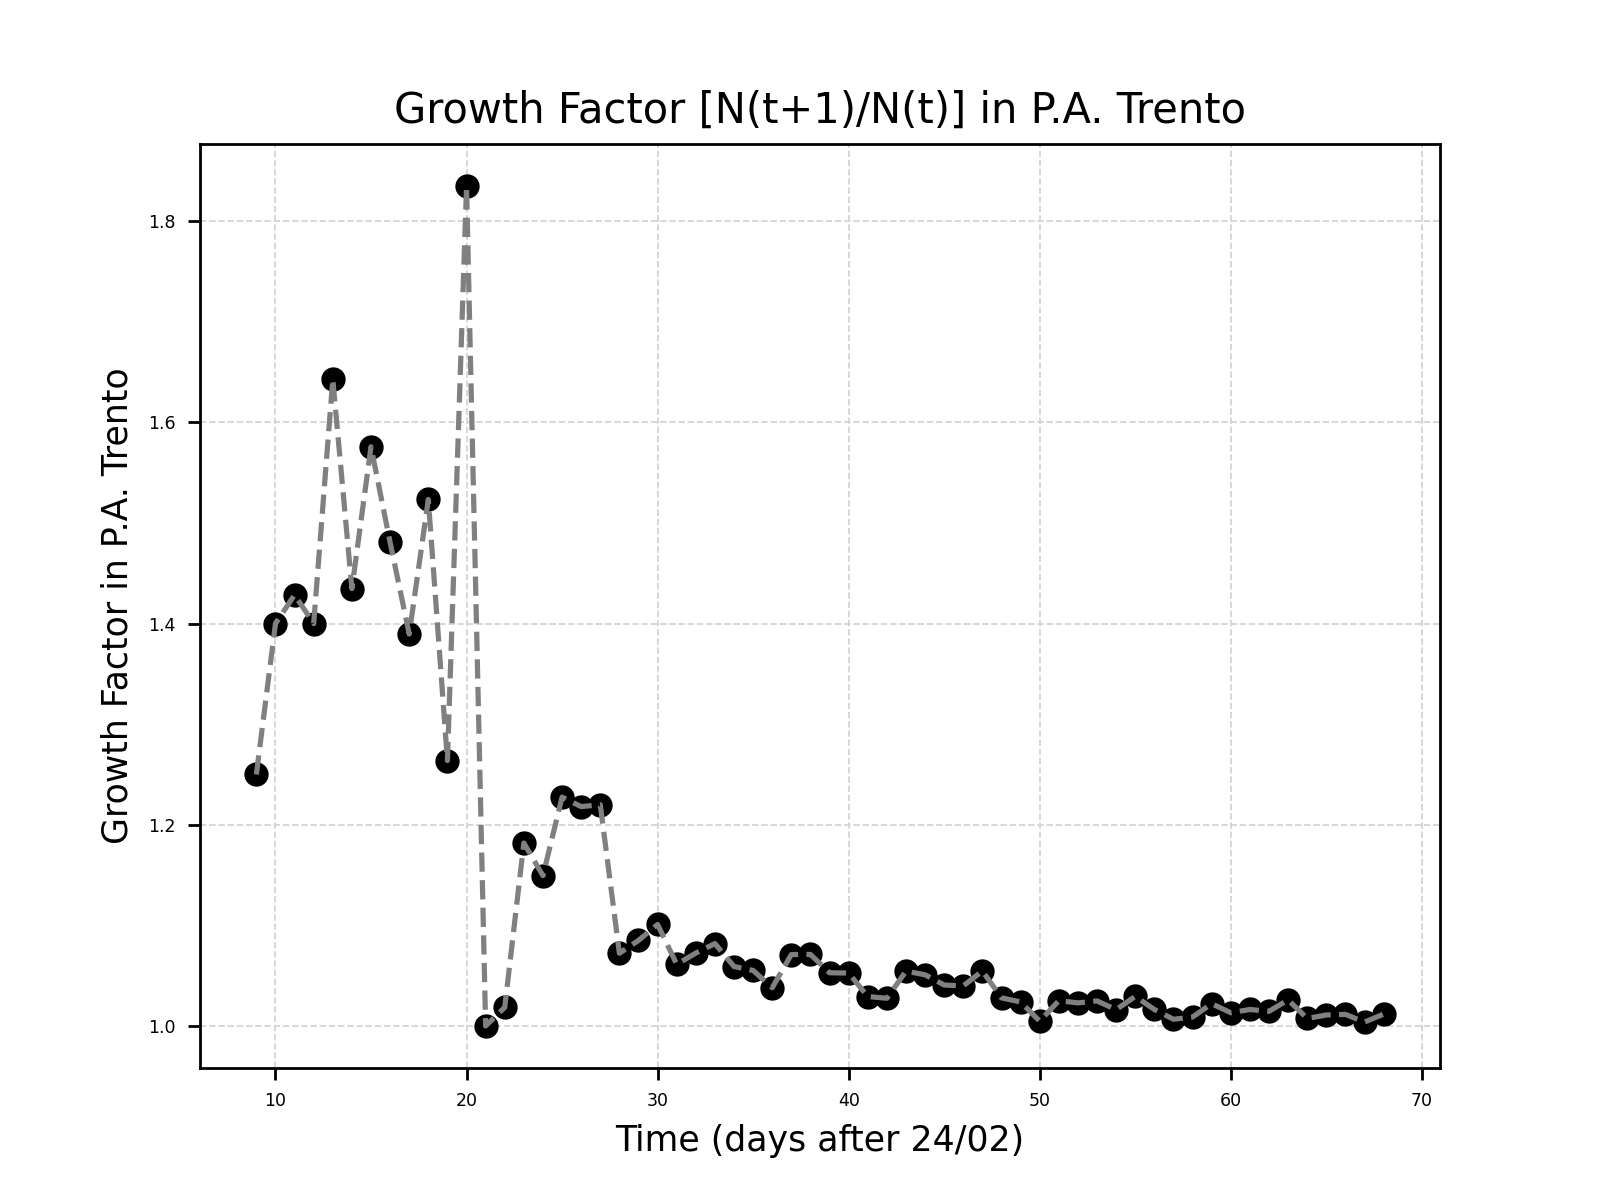 Growth Factor [N(t+1)/N(t)] in P.A. Trento
Growth Factor in P.A. Trento
1.8
1.6
1.4
1.2
1.0
10 20 30 40 50 60 70
Time (days after 24/02)